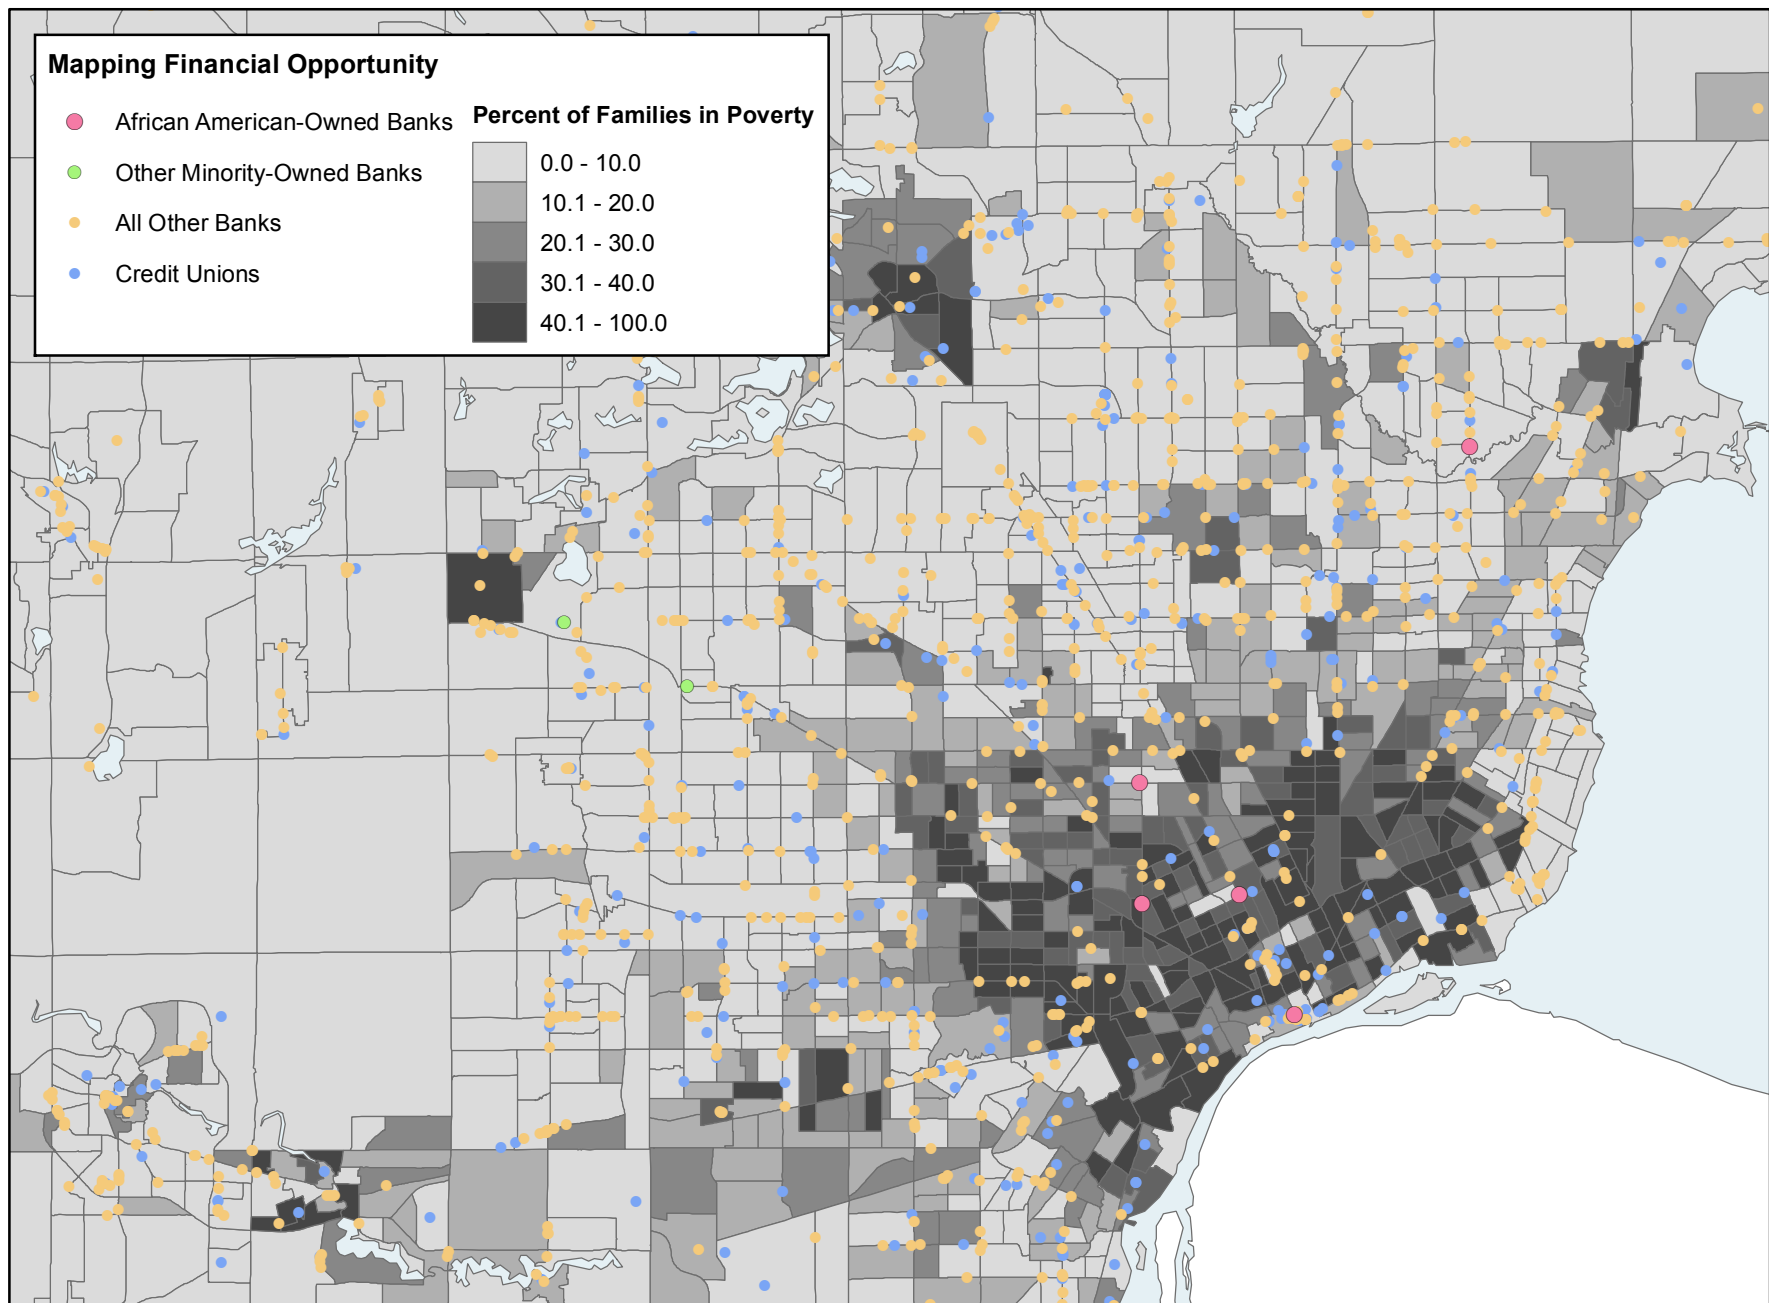 Mapping Financial Opportunity
African American-Owned Banks
Other Minority-Owned Banks
All Other Banks
Credit Unions
Percent of Families in Poverty
0.0 - 10.0
10.1 - 20.0
20.1 - 30.0
30.1 - 40.0
40.1 - 100.0